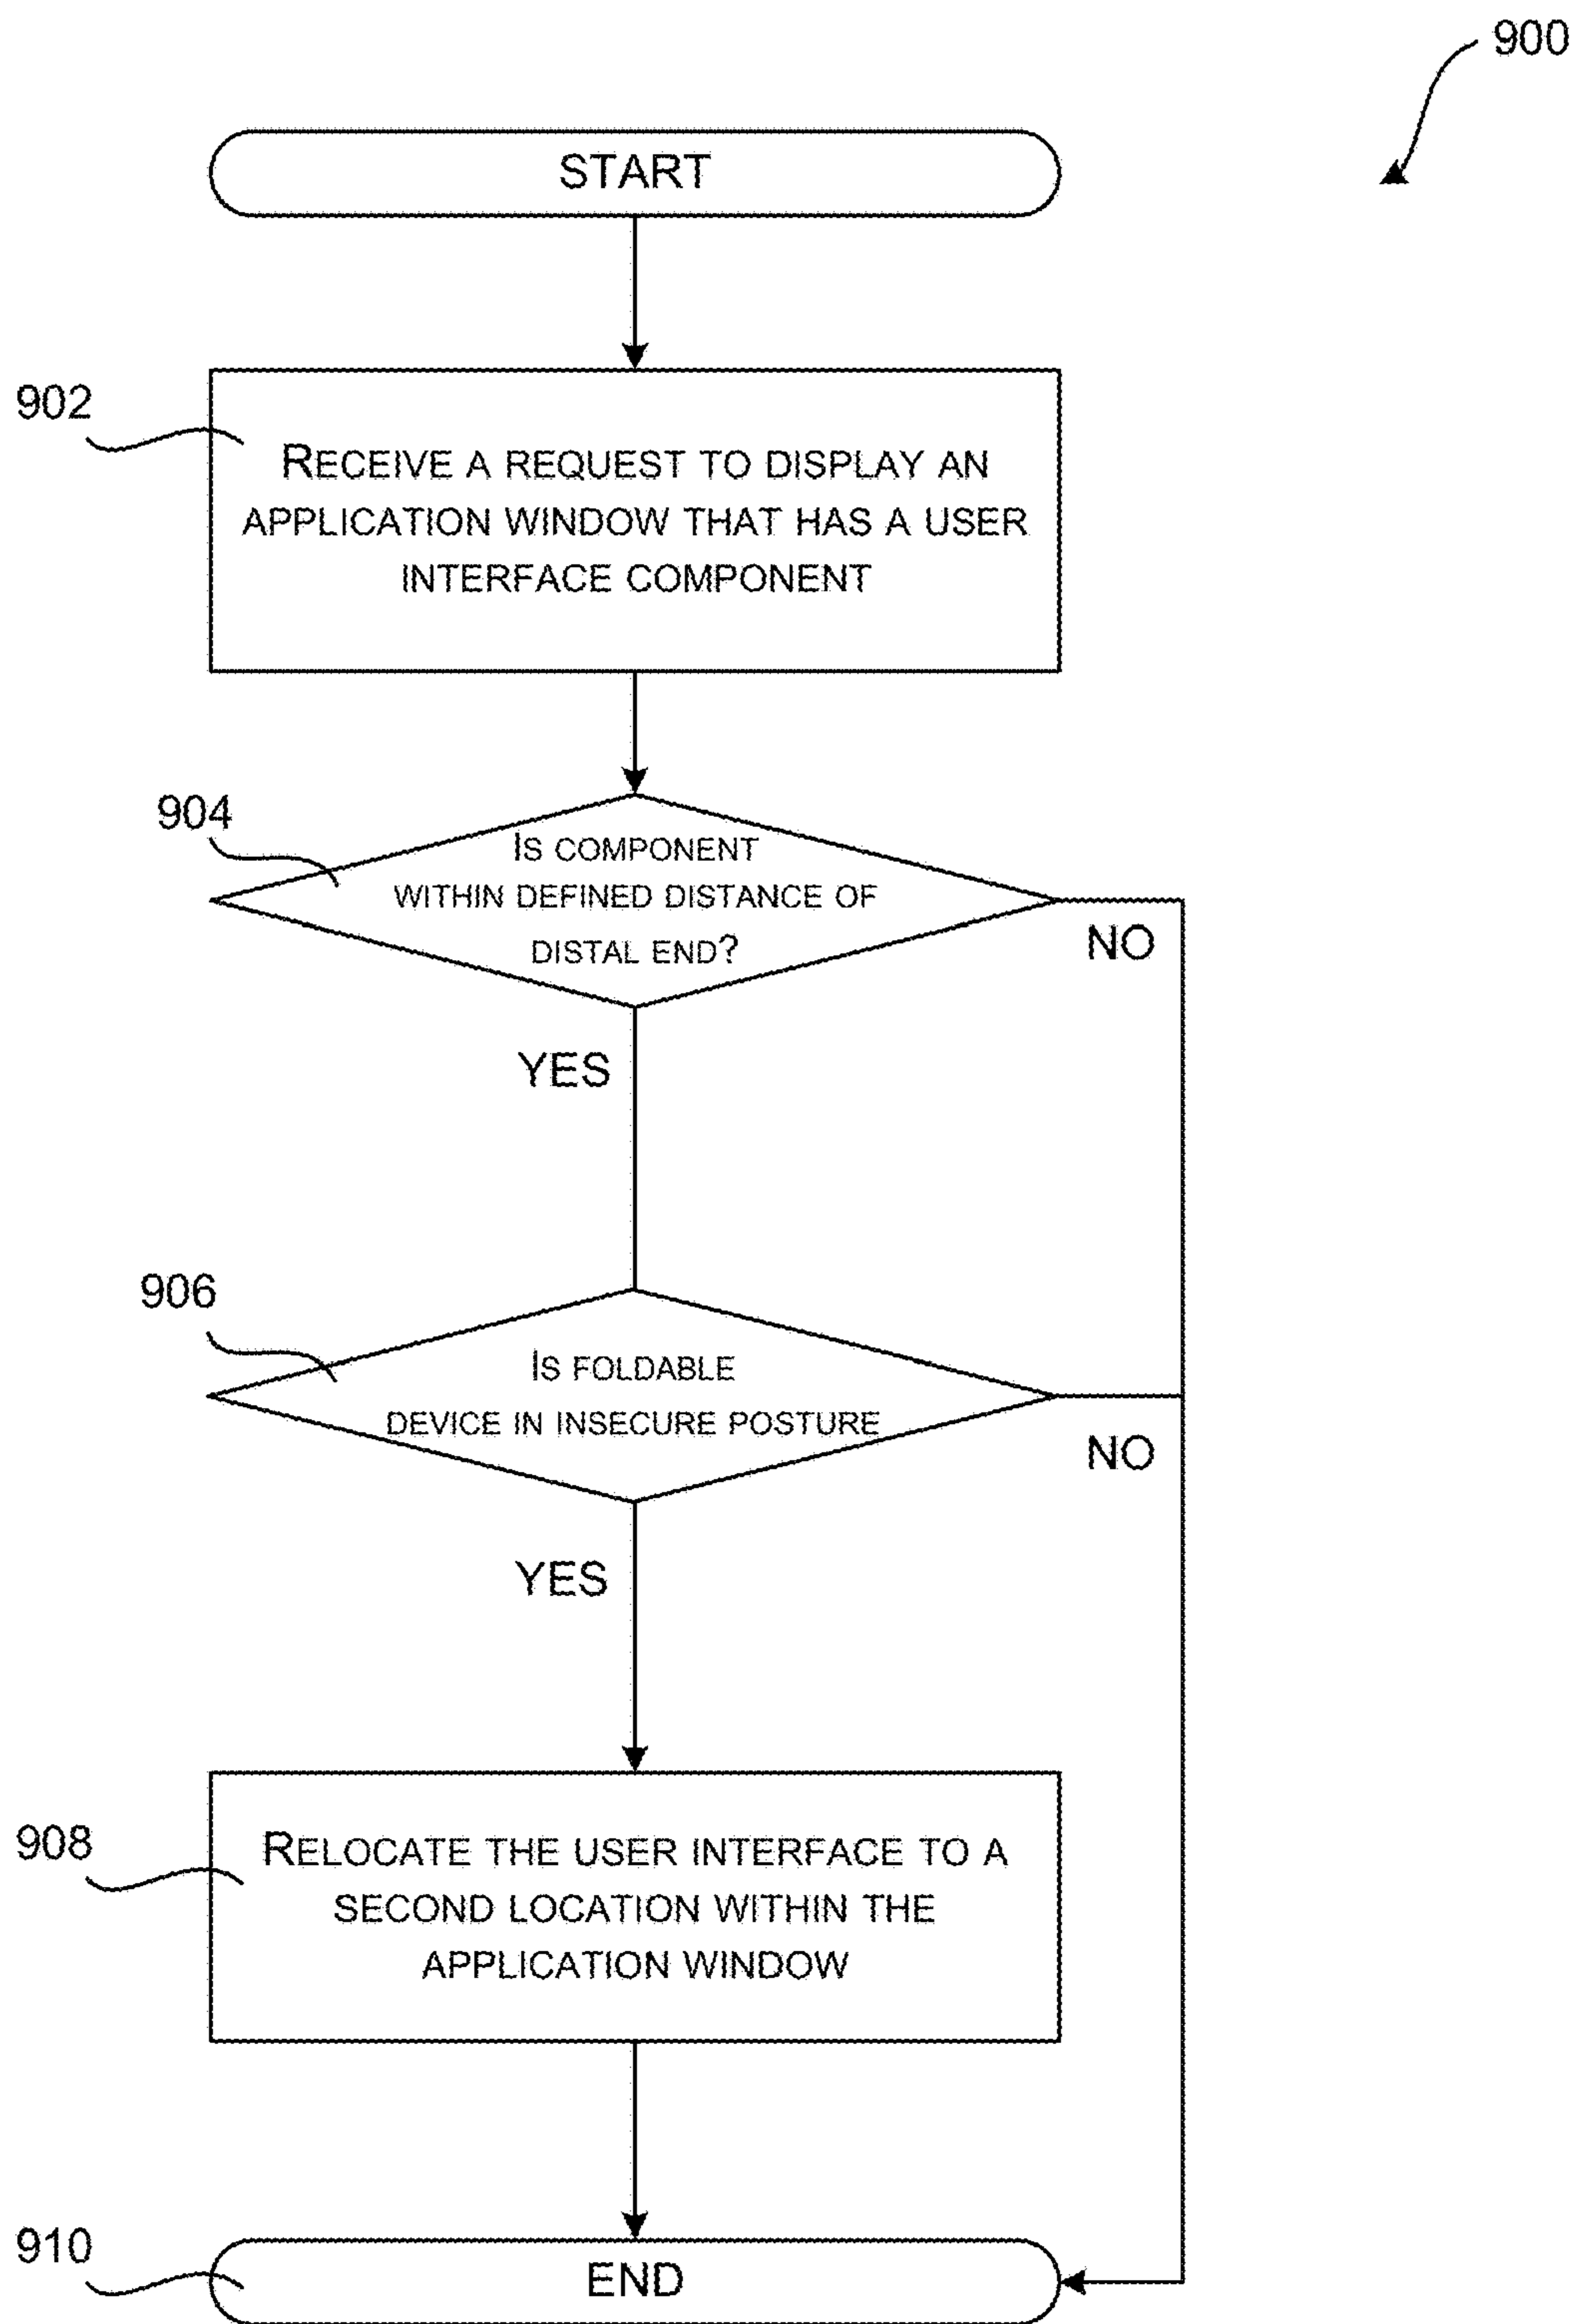 900
START
902
RECEIVE A REQUEST TO DISPLAY AN
APPLICATION WINDOW THAT HAS A USER
INTERFACE COMPONENT
904
IS COMPONENT
WITHIN DEFINED DISTANCE OF
DISTAL END?
NO
YES
906
IS FOLDABLE
DEVICE IN INSECURE POSTURE
NO
YES
908
RELOCATE THE USER INTERFACE TO A
SECOND LOCATION WITHIN THE
APPLICATION WINDOW
910
END